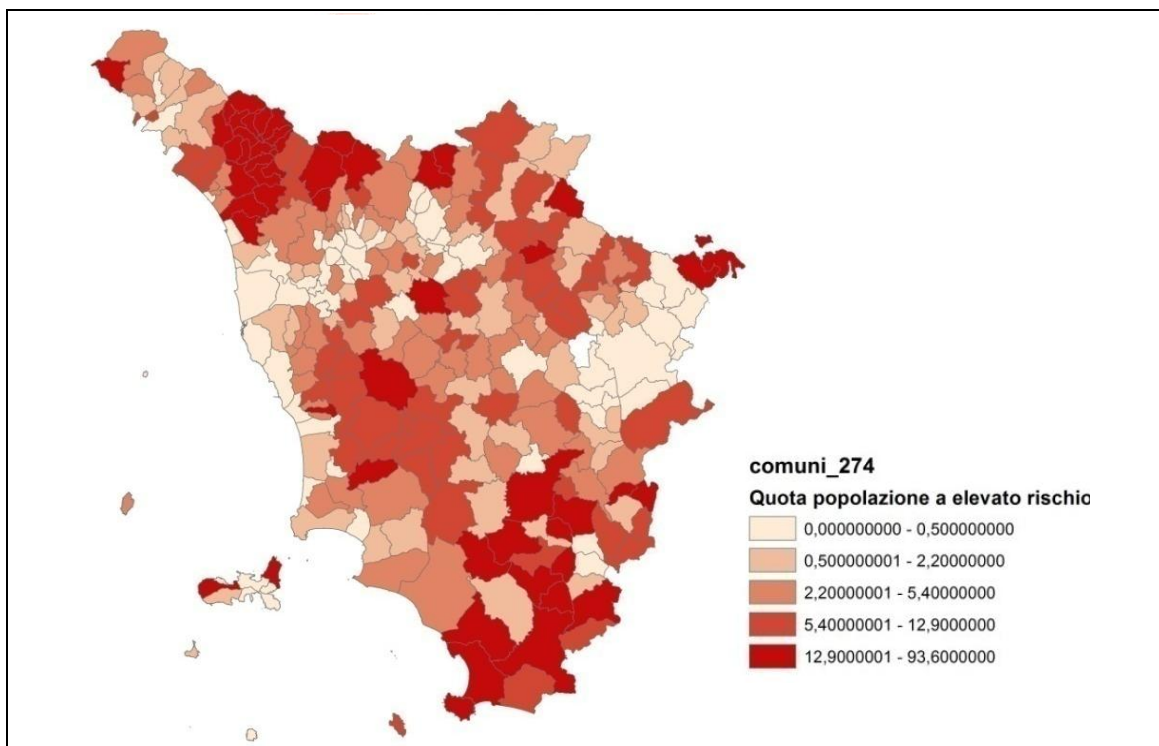 comuni_274
Quota popolazione a elevato rischio
0,000000000 - 0,500000000
0,500000001 - 2,20000000
2,20000001 - 5,40000000
5,40000001 - 12,9000000
12,9000001 - 93,6000000